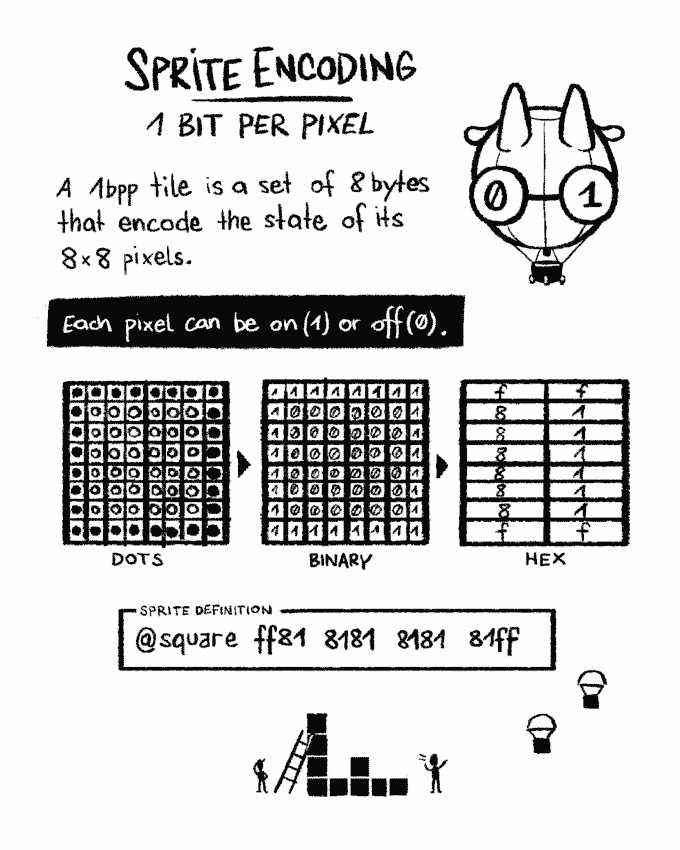 SPRITE ENCODING
1 BIT PER PIXEL
0 1
A 1bpp tile is a set of 8 bytes
that encode the state of its
8x8 pixels.
Each pixel can be on (1) or off (0).
1 1 1 1 1 1 1 1 f f
1 0 0 0 0 0 0 1 8 1
1 0 0 0 0 0 0 1 8 1
1 0 0 0 0 0 0 1 8 1
1 0 0 0 0 0 0 1 8 1
1 0 0 0 0 0 0 1 8 1
1 0 0 0 0 0 0 1 8 1
1 1 1 1 1 1 1 1 f f
DOTS BINARY HEX
SPRITE DEFINITION
@square ff81 8181 8181 81ff